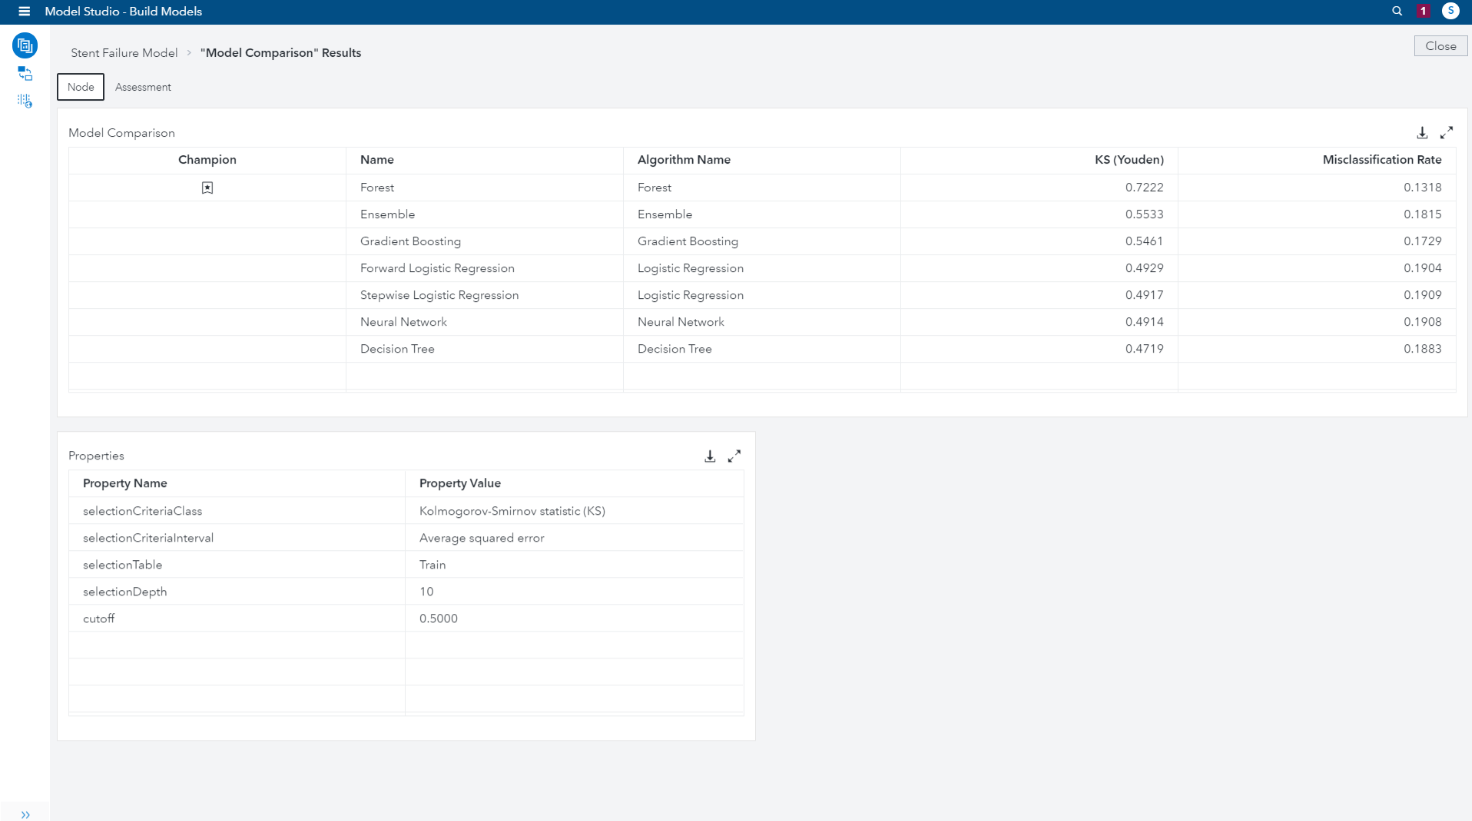 Model Studio - Build Models
1
S
Stent Failure Model > "Model Comparison" Results
Close
Node Assessment
Model Comparison
Champion Name Algorithm Name KS (Youden) Misclassification Rate
Forest Forest 0.7222 0.1318
Ensemble Ensemble 0.5533 0.1815
Gradient Boosting Gradient Boosting 0.5461 0.1729
Forward Logistic Regression Logistic Regression 0.4929 0.1904
Stepwise Logistic Regression Logistic Regression 0.4917 0.1909
Neural Network Neural Network 0.4914 0.1908
Decision Tree Decision Tree 0.4719 0.1883
Properties
Property Name Property Value
selectionCriteriaClass Kolmogorov-Smirnov statistic (KS)
selectionCriteriaInterval Average squared error
selectionTable Train
selectionDepth 10
cutoff 0.5000